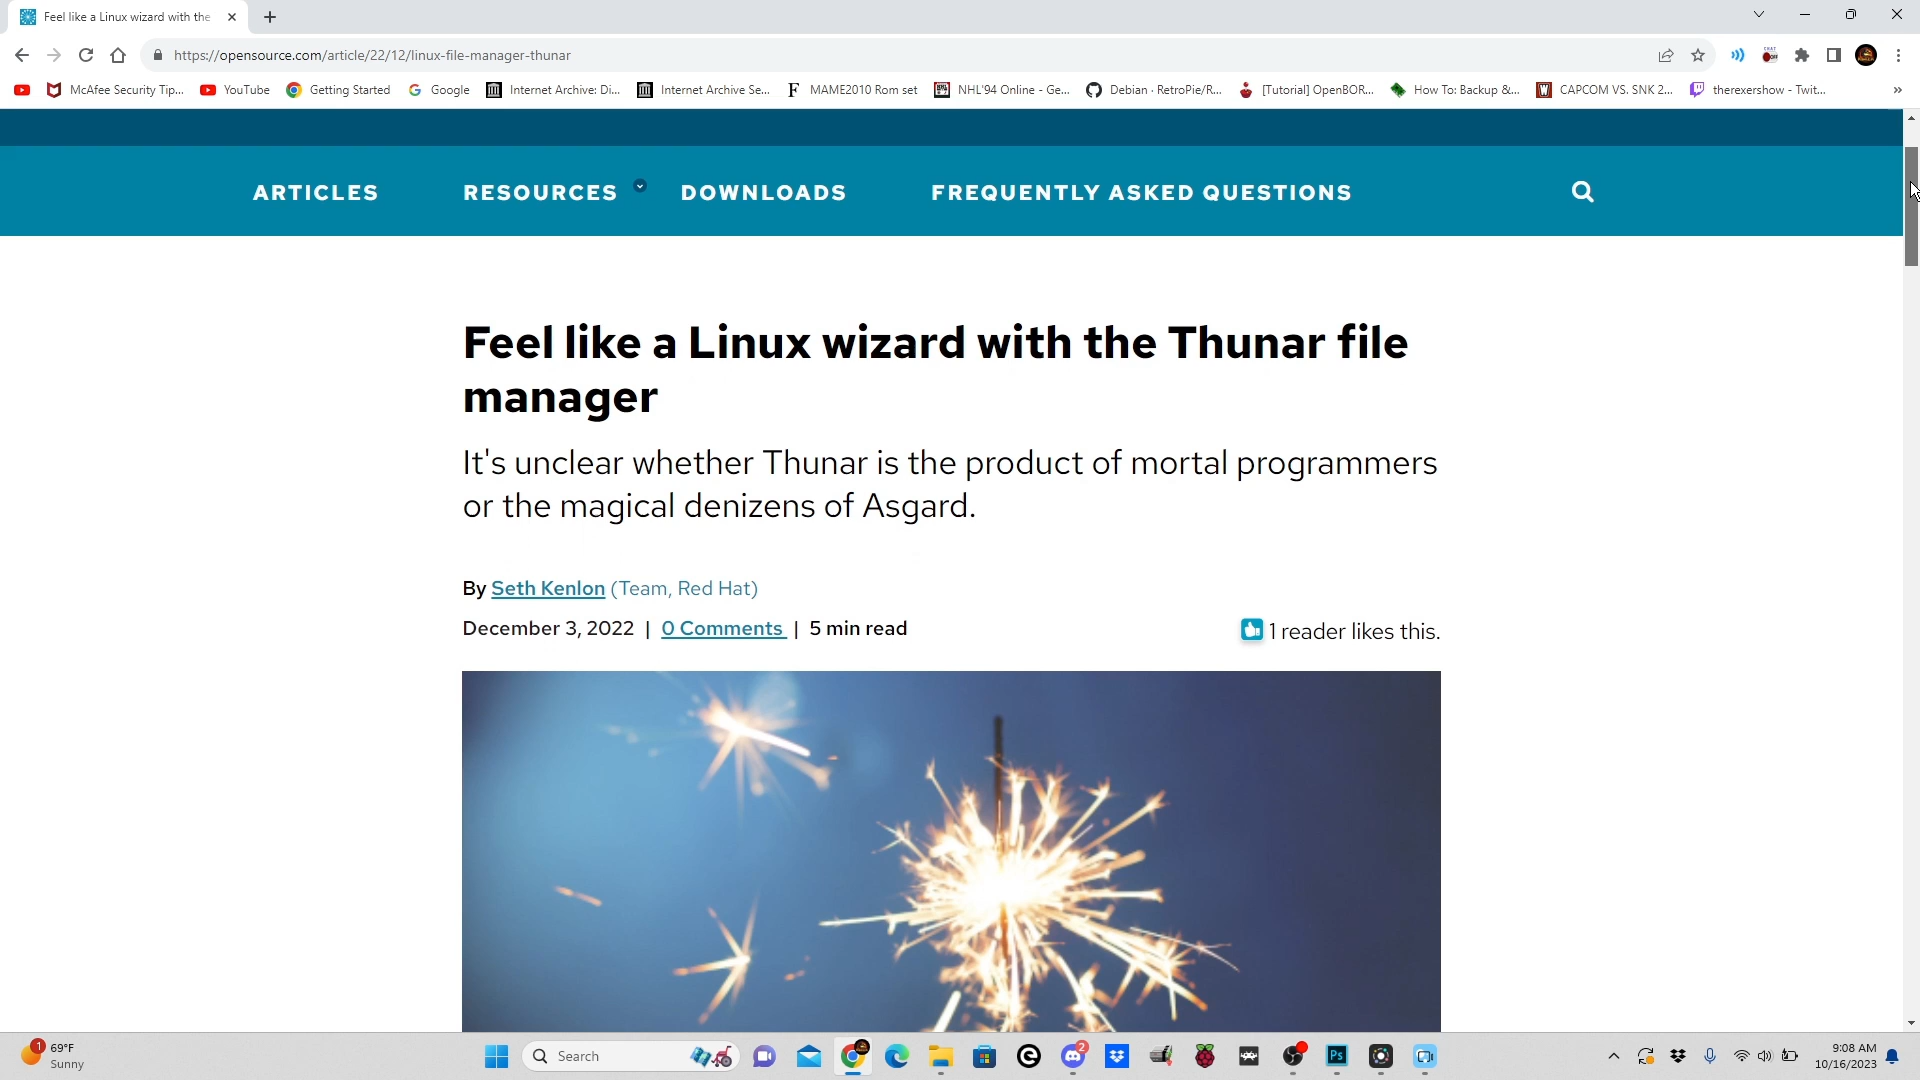 Feel like a Linux wizard with the
https://opensource.com/article/22/12/linux-file-manager-thunar
McAfee Security Tip... YouTube Getting Started Google Internet Archive: Di... Internet Archive Se... MAME2010 Rom set NHL'94 Online - Ge... Debian · RetroPie/R... [Tutorial] OpenBOR... How To: Backup &... CAPCOM VS. SNK 2... therexershow - Twit... »
ARTICLES RESOURCES DOWNLOADS FREQUENTLY ASKED QUESTIONS
Feel like a Linux wizard with the Thunar file
manager
It's unclear whether Thunar is the product of mortal programmers
or the magical denizens of Asgard.
By Seth Kenlon (Team, Red Hat)
December 3, 2022 | 0 Comments | 5 min read
1 reader likes this.
1 69°F
Sunny
Search
2
Ps
9:08 AM
10/16/2023